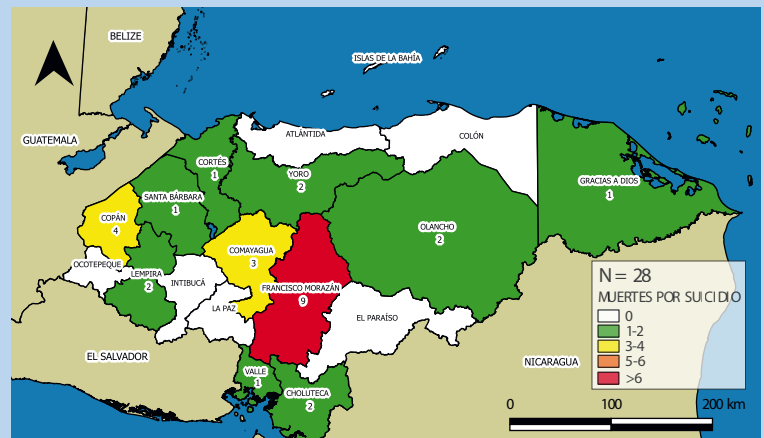 BELIZE
ISLAS DE LA BAHÍA
GUATEMALA
ATLÁNTIDA
COLÓN
CORTÉS
1
YORO
2
GRACIAS A DIOS
1
SANTA BÁRBARA
1
COPÁN
4
OLANCHO
2
COMAYAGUA
3
OCOTEPEQUE
LEMPIRA
2
INTIBUCÁ
FRANCISCO MORAZÁN
9
LA PAZ
EL PARAÍSO
EL SALVADOR
NICARAGUA
VALLE
1
CHOLUTECA
2
N = 28
MUERTES POR SUICIDIO
0
1-2
3-4
5-6
>6
0 100 200 km